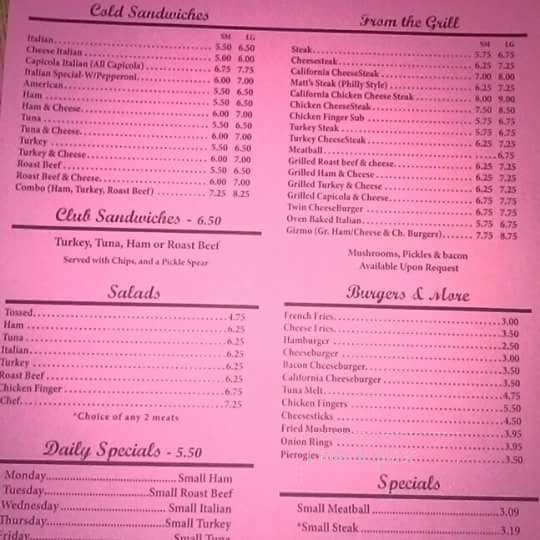 Cold Sandwiches
SM LG
Italian 5.50 6.50
Cheese Italian 5.00 6.00
Capicola Italian (All Capicola) 6.75 7.75
Italian Special-W/Pepperoni 6.00 7.00
American 5.50 6.50
Ham 5.50 6.50
Ham & Cheese 6.00 7.00
Tuna 5.50 6.50
Tuna & Cheese 6.00 7.00
Turkey 5.50 6.50
Turkey & Cheese 6.00 7.00
Roast Beef 5.50 6.50
Roast Beef & Cheese 6.00 7.00
Combo (Ham, Turkey, Roast Beef) 7.25 8.25
Club Sandwiches - 6.50
Turkey, Tuna, Ham or Roast Beef
Served with Chips, and a Pickle Spear
Salads
Tossed 4.75
Ham 6.25
Tuna 6.25
Italian 6.25
Turkey 6.25
Roast Beef 6.25
Chicken Finger 6.75
Chef 7.25
*Choice of any 2 meats
Daily Specials - 5.50
Monday Small Ham
Tuesday Small Roast Beef
Wednesday Small Italian
Thursday Small Turkey
Friday Small Tuna
From the Grill
SM LG
Steak 5.75 6.75
Cheesesteak 6.25 7.25
California CheeseSteak 7.00 8.00
Matt's Steak (Philly Style) 6.25 7.25
California Chicken Cheese Steak 8.00 9.00
Chicken CheeseSteak 7.50 8.50
Chicken Finger Sub 5.75 6.75
Turkey Steak 5.75 6.75
Turkey CheeseSteak 6.25 7.25
Meatball 6.75
Grilled Roast beef & cheese 6.25 7.25
Grilled Ham & Cheese 6.25 7.25
Grilled Turkey & Cheese 6.25 7.25
Grilled Capicola & Cheese 6.75 7.75
Twin CheeseBurger 6.75 7.75
Oven Baked Italian 5.75 6.75
Gizmo (Gr. Ham/Cheese & Ch. Burgers) 7.75 8.75
Mushrooms, Pickles & bacon
Available Upon Request
Burgers & More
French Fries 3.00
Cheese Fries 3.50
Hamburger 2.50
Cheeseburger 3.00
Bacon Cheeseburger 3.50
California Cheeseburger 3.50
Tuna Melt 4.75
Chicken Fingers 5.50
Cheesesticks 4.50
Fried Mushroom 3.95
Onion Rings 3.95
Pierogies 3.50
Specials
Small Meatball 3.09
*Small Steak 3.19